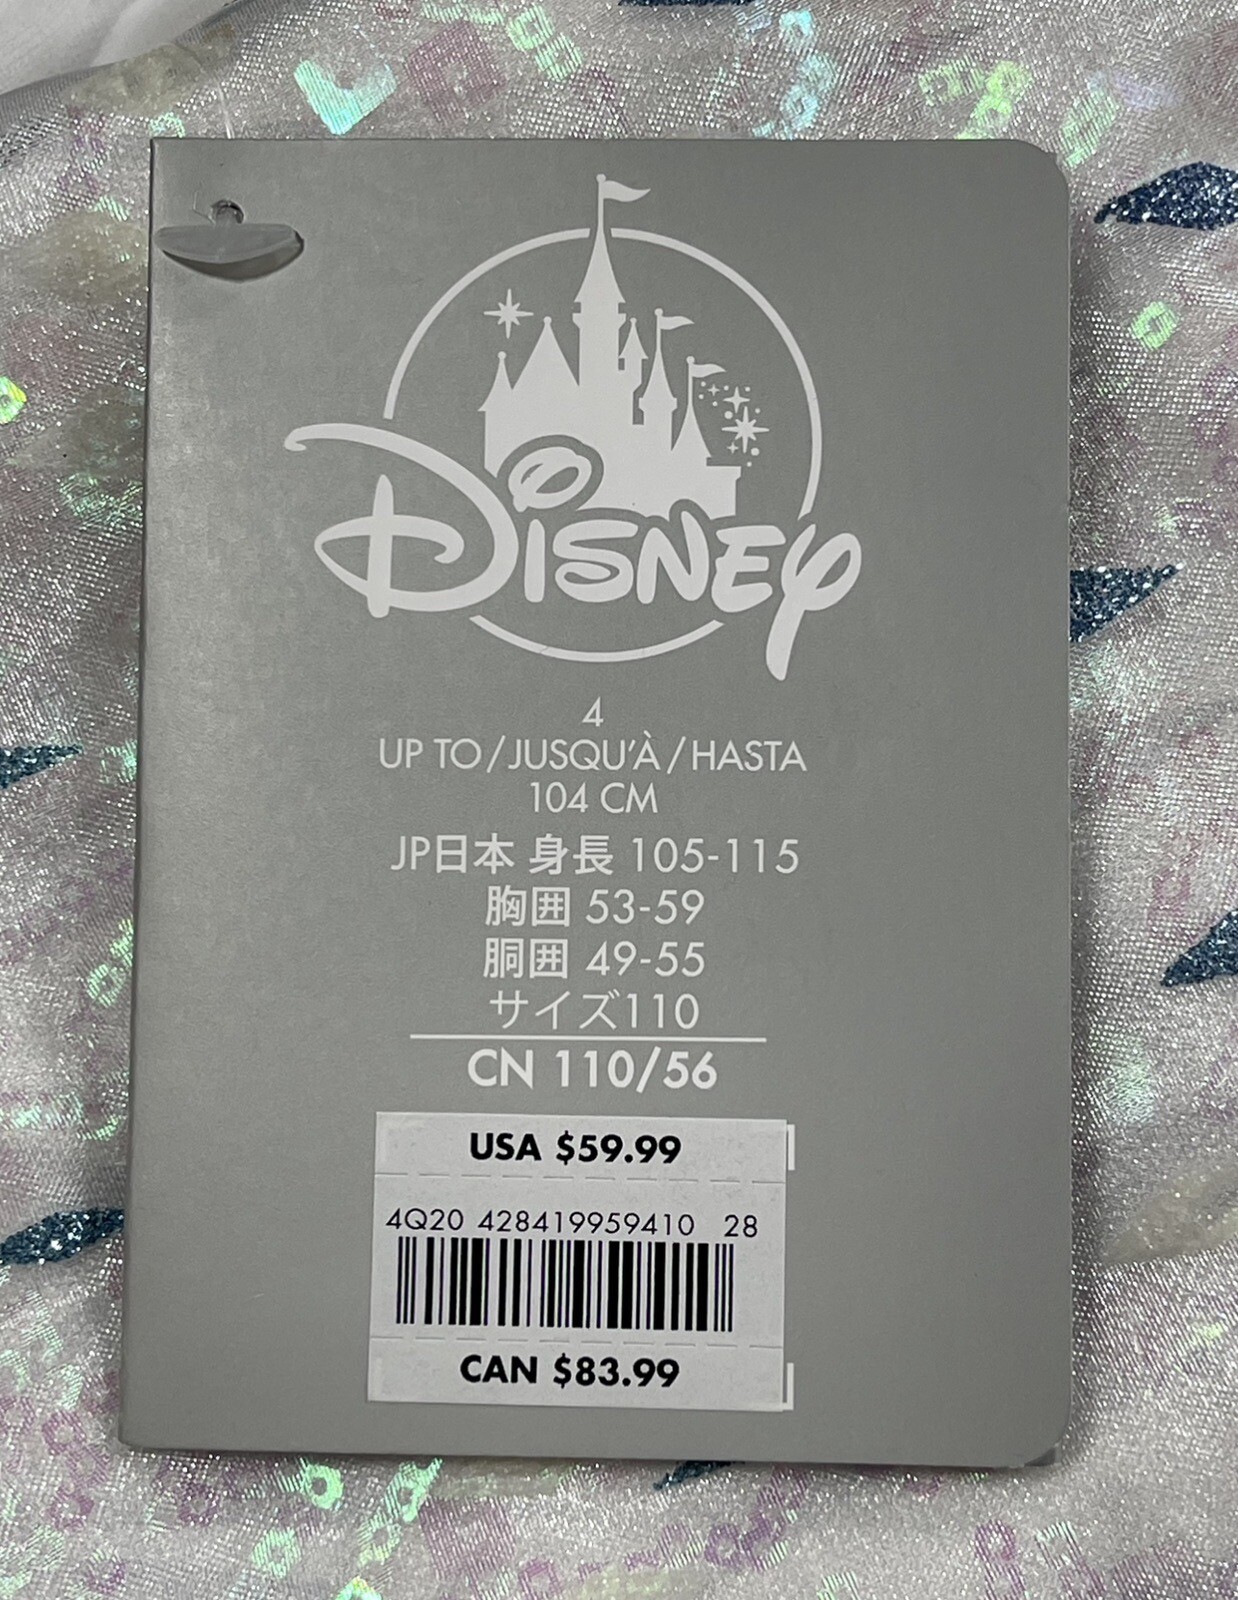 Disney
4
UP TO/JUSQU'À/HASTA
104 CM
JP日本 身長 105-115
胸囲 53-59
胴囲 49-55
サイズ110
CN 110/56
USA $59.99
4Q20 428419959410 28
CAN $83.99